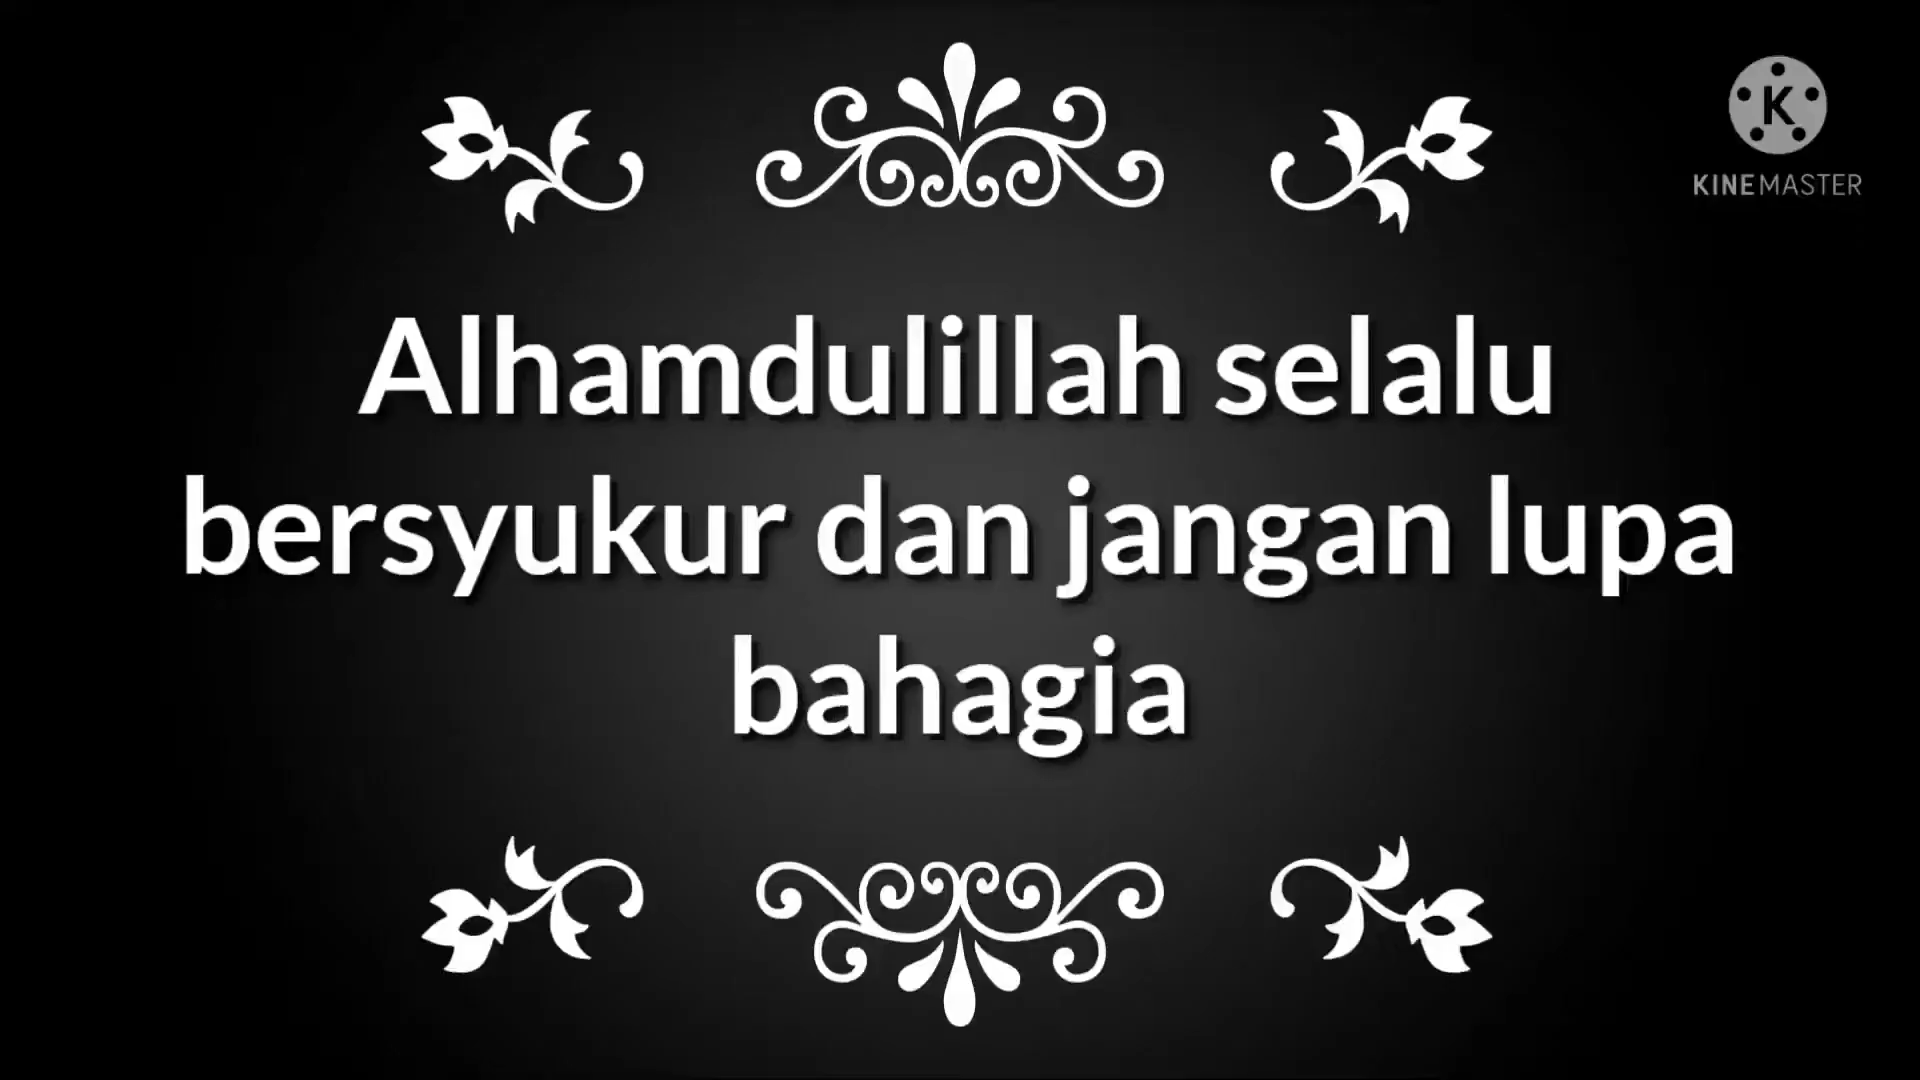 K
KINEMASTER
Alhamdulillah selalu
bersyukur dan jangan lupa
bahagia